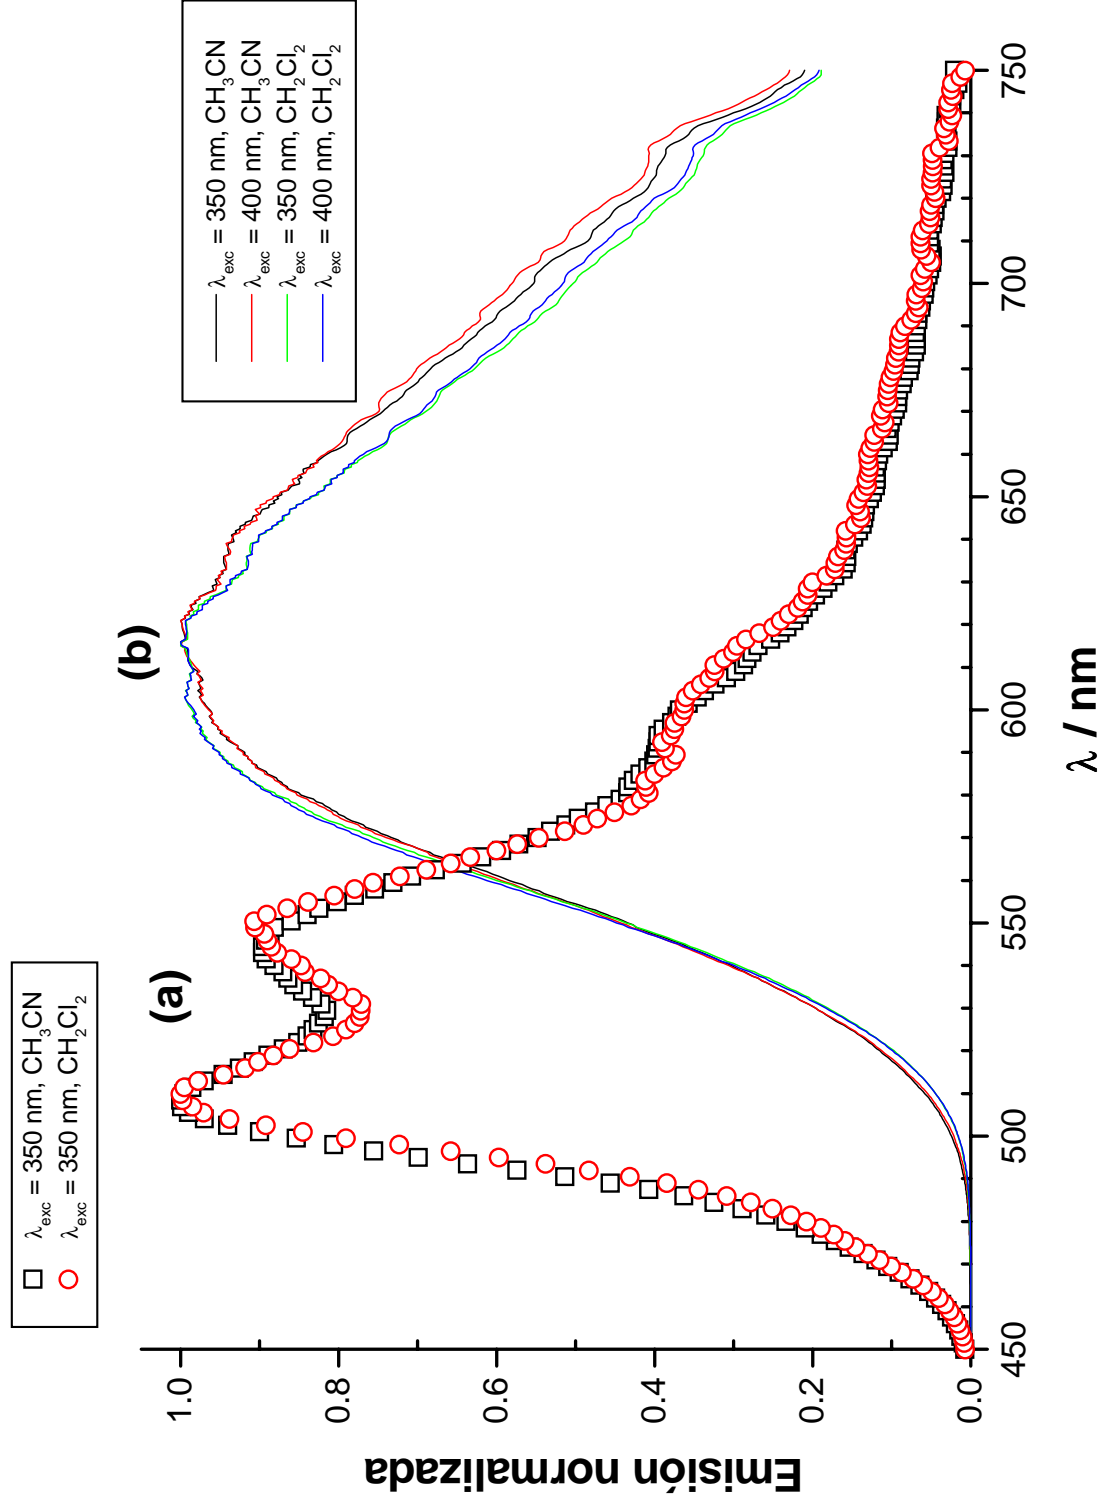 λexc = 350 nm, CH3CN
λexc = 350 nm, CH2Cl2
λexc = 350 nm, CH3CN
λexc = 400 nm, CH3CN
λexc = 350 nm, CH2Cl2
λexc = 400 nm, CH2Cl2
(a)
(b)
Emisión normalizada
1.0
0.8
0.6
0.4
0.2
0.0
450
500
550
600
650
700
750
λ / nm